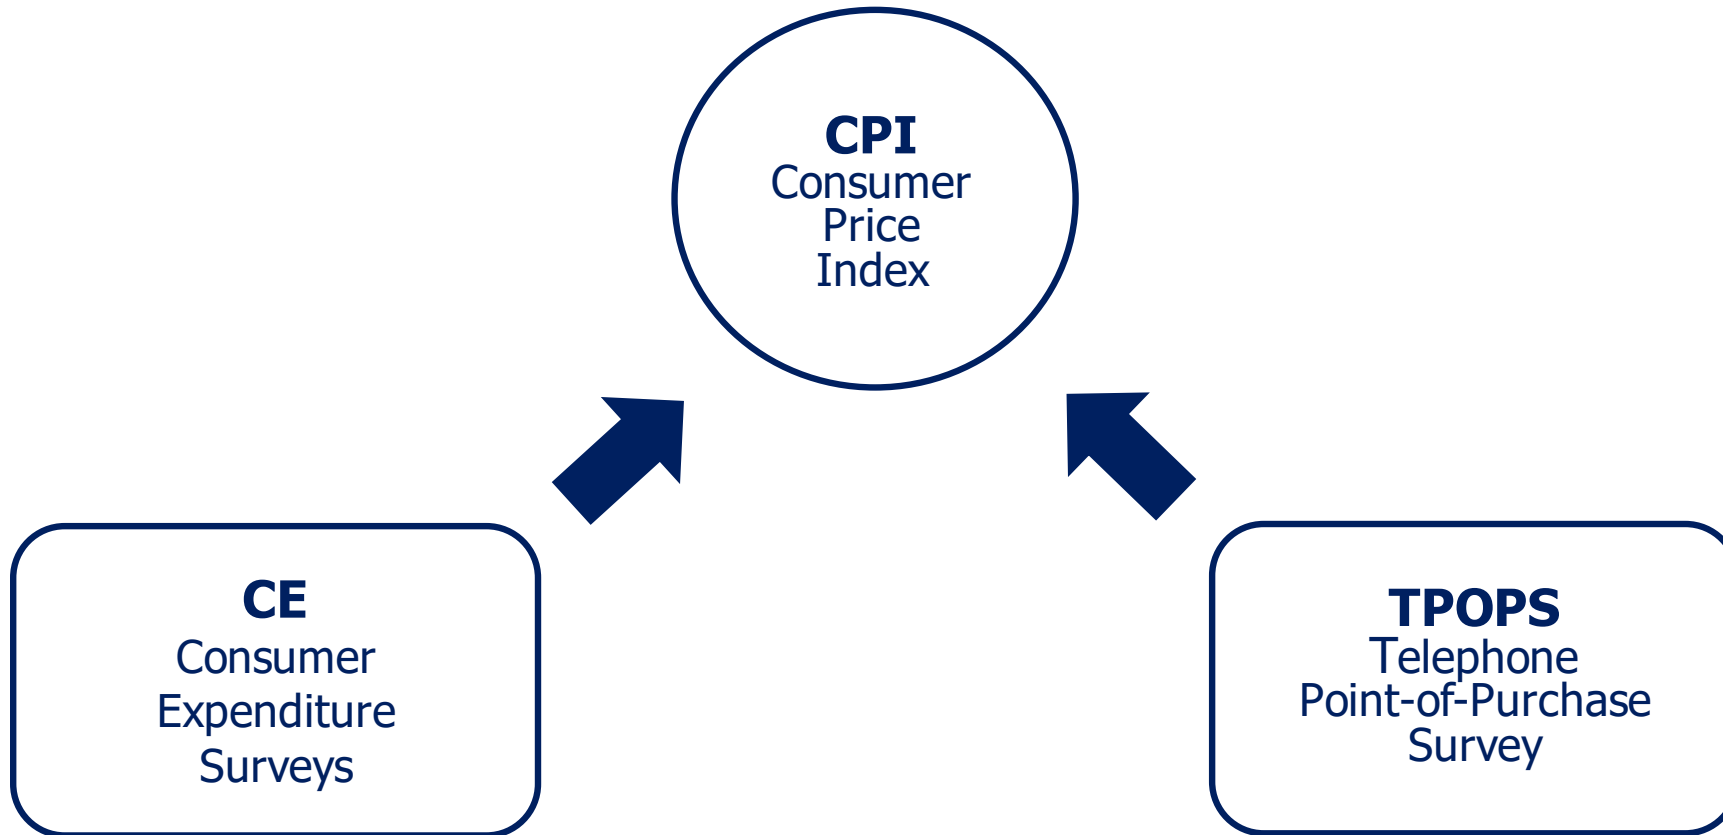 CPI
Consumer
Price
Index
CE
Consumer
Expenditure
Surveys
TPOPS
Telephone
Point-of-Purchase
Survey